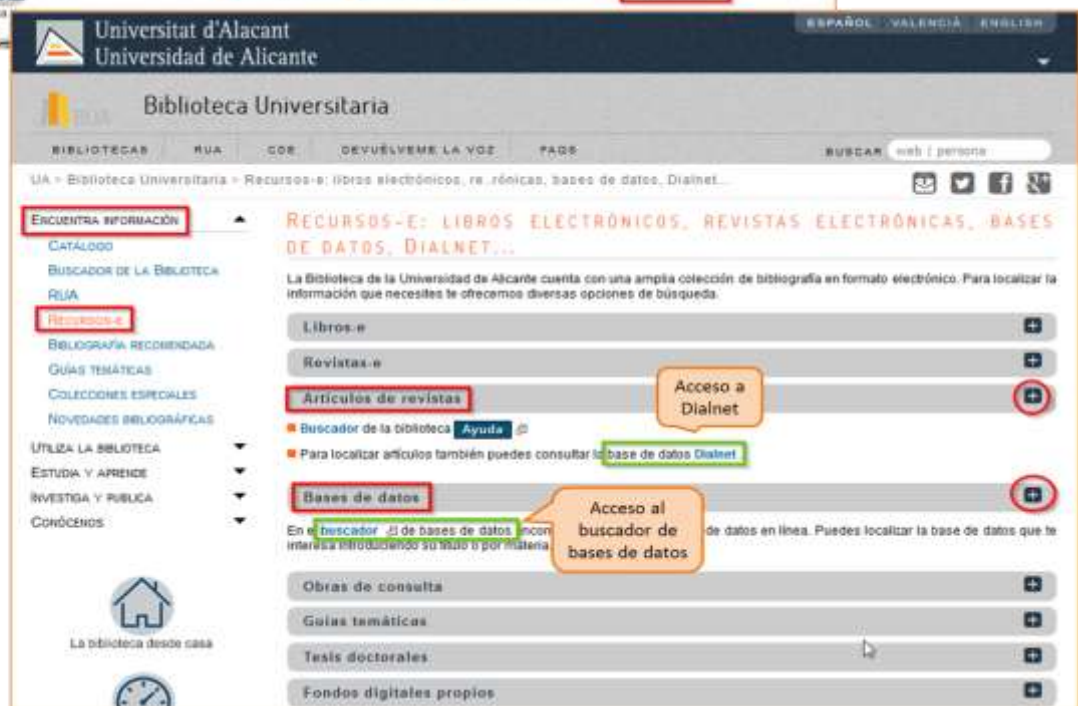 Universitat d'Alacant
Universidad de Alicante
ESPAÑOL VALENCIÀ ENGLISH
RUA
Biblioteca Universitaria
BIBLIOTECAS RUA CDE DEVUÉLVEME LA VOZ FAQS
BUSCAR web | persona
UA > Biblioteca Universitaria > Recursos-e: libros electrónicos, re..rónicas, bases de datos, Dialnet...
ENCUENTRA INFORMACIÓN
CATÁLOGO
BUSCADOR DE LA BIBLIOTECA
RUA
RECURSOS-E
BIBLIOGRAFÍA RECOMENDADA
GUÍAS TEMÁTICAS
COLECCIONES ESPECIALES
NOVEDADES BIBLIOGRÁFICAS
UTILIZA LA BIBLIOTECA
ESTUDIA Y APRENDE
INVESTIGA Y PUBLICA
CONÓCENOS
La biblioteca desde casa
RECURSOS-E: LIBROS ELECTRÓNICOS, REVISTAS ELECTRÓNICAS, BASES
DE DATOS, DIALNET...
La Biblioteca de la Universidad de Alicante cuenta con una amplia colección de bibliografía en formato electrónico. Para localizar la
información que necesites te ofrecemos diversas opciones de búsqueda.
Libros-e
Revistas-e
Acceso a
Dialnet
Artículos de revistas
Buscador de la biblioteca Ayuda
Para localizar artículos también puedes consultar la base de datos Dialnet
Bases de datos
Acceso al
buscador de
bases de datos
En el buscador de bases de datos encon de datos en línea. Puedes localizar la base de datos que te
interesa introduciendo su título o por materia
Obras de consulta
Guías temáticas
Tesis doctorales
Fondos digitales propios